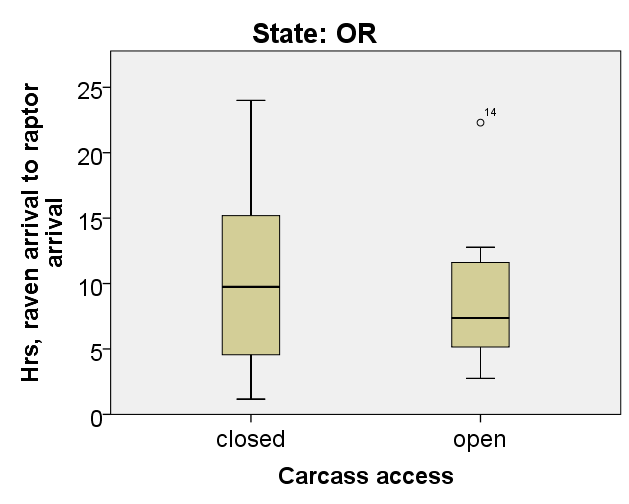 State: OR
Hrs, raven arrival to raptor
arrival
25
20
15
10
5
0
14
closed
open
Carcass access